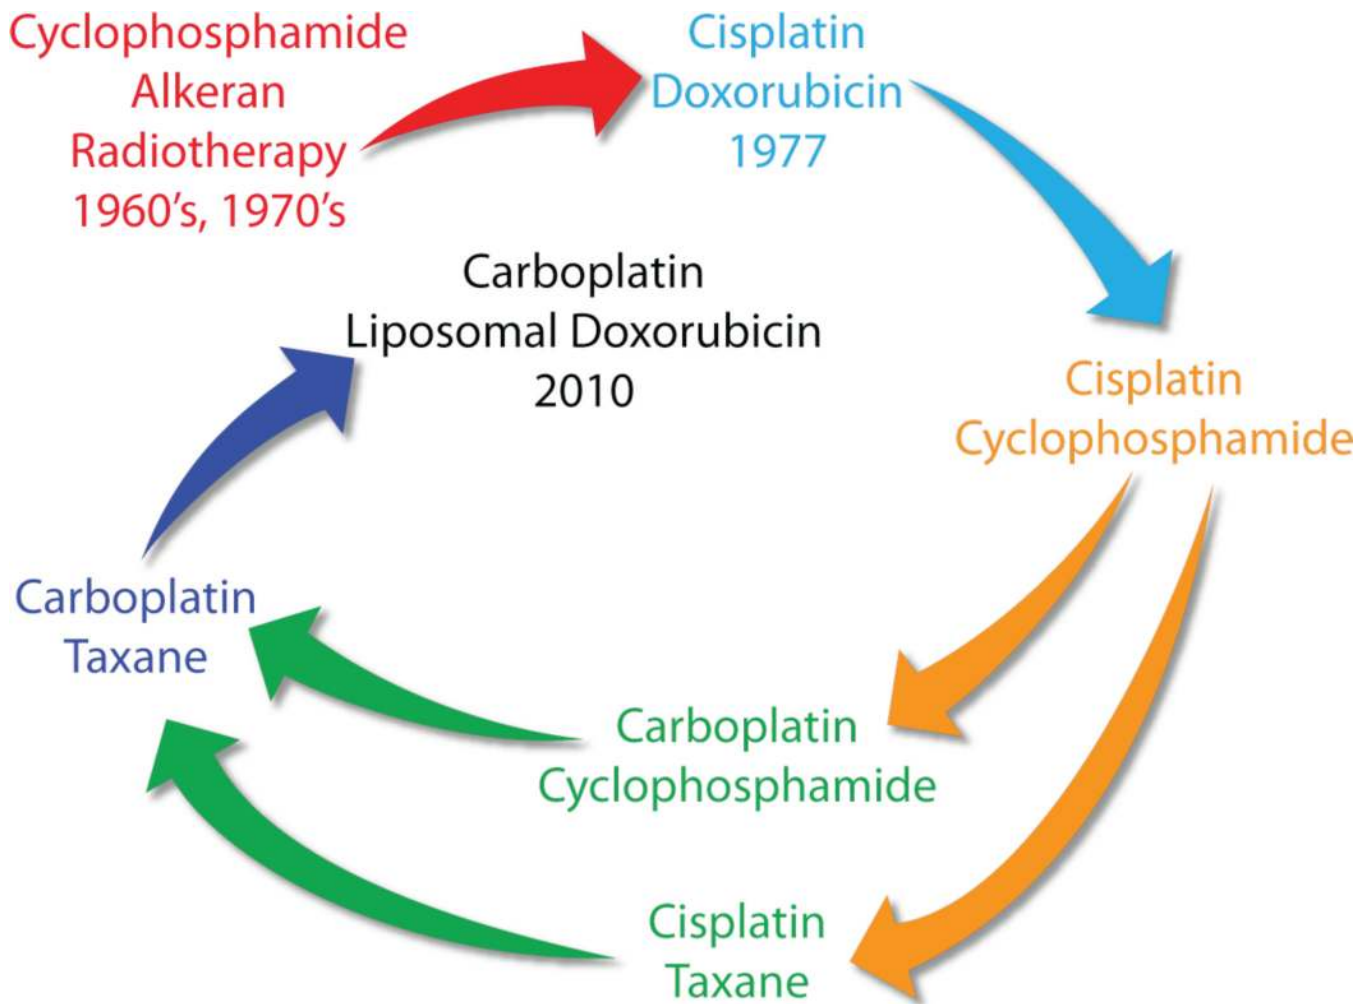 Cyclophosphamide
Alkeran
Radiotherapy
1960’s, 1970’s
Cisplatin
Doxorubicin
1977
Cisplatin
Cyclophosphamide
Carboplatin
Cyclophosphamide
Cisplatin
Taxane
Carboplatin
Taxane
Carboplatin
Liposomal Doxorubicin
2010